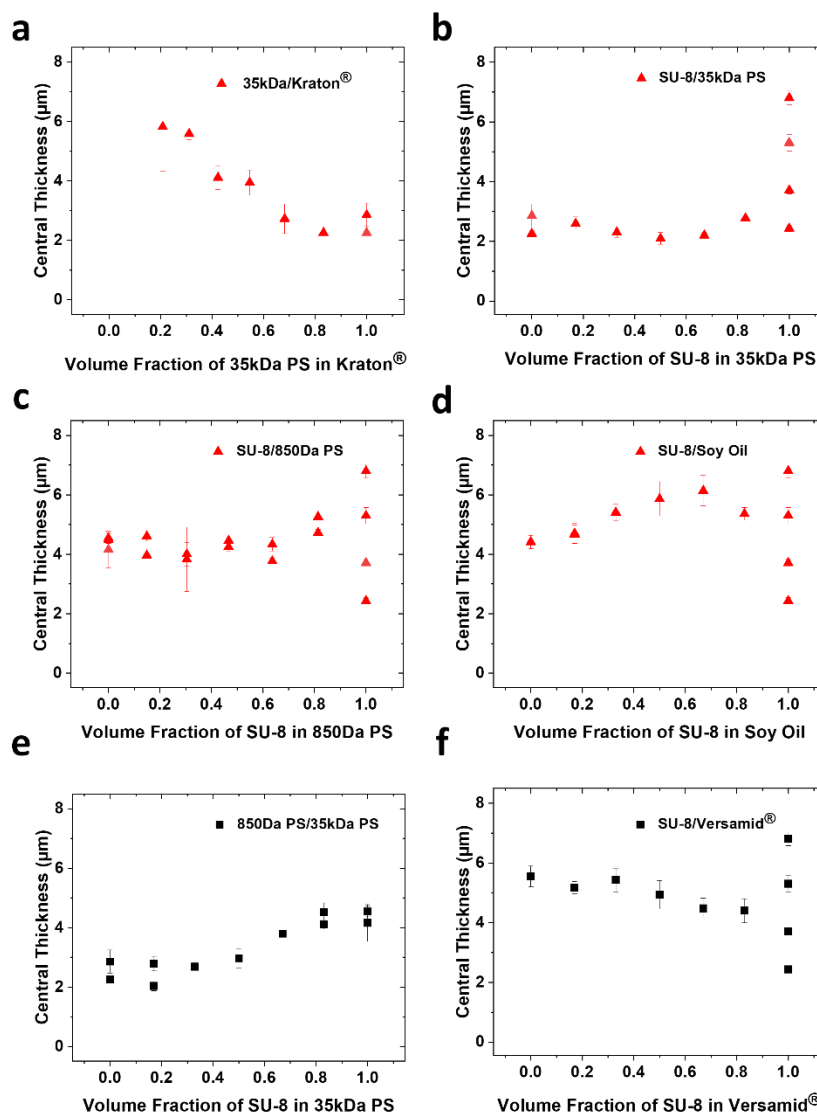 a
35kDa/Kraton®
Central Thickness (µm)
8
6
4
2
0
0.0 0.2 0.4 0.6 0.8 1.0
Volume Fraction of 35kDa PS in Kraton®
b
SU-8/35kDa PS
Central Thickness (µm)
8
6
4
2
0
0.0 0.2 0.4 0.6 0.8 1.0
Volume Fraction of SU-8 in 35kDa PS
c
SU-8/850Da PS
Central Thickness (µm)
8
6
4
2
0
0.0 0.2 0.4 0.6 0.8 1.0
Volume Fraction of SU-8 in 850Da PS
d
SU-8/Soy Oil
Central Thickness (µm)
8
6
4
2
0
0.0 0.2 0.4 0.6 0.8 1.0
Volume Fraction of SU-8 in Soy Oil
e
850Da PS/35kDa PS
Central Thickness (µm)
8
6
4
2
0
0.0 0.2 0.4 0.6 0.8 1.0
Volume Fraction of SU-8 in 35kDa PS
f
SU-8/Versamid®
Central Thickness (µm)
8
6
4
2
0
0.0 0.2 0.4 0.6 0.8 1.0
Volume Fraction of SU-8 in Versamid®